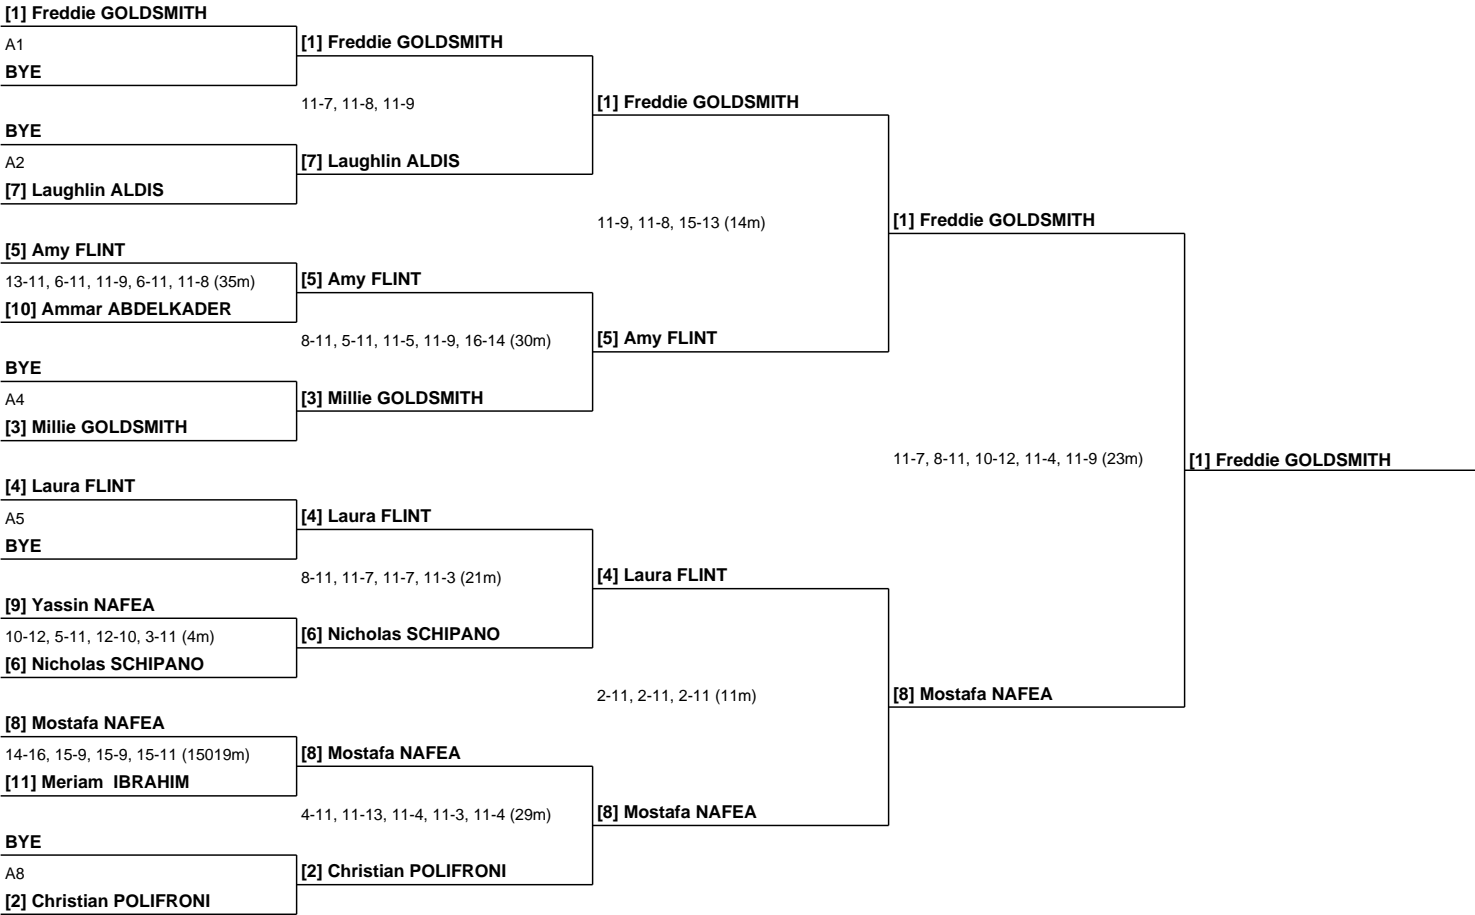 [1] Freddie GOLDSMITH
A1
BYE
BYE
A2
[7] Laughlin ALDIS
[5] Amy FLINT
13-11, 6-11, 11-9, 6-11, 11-8 (35m)
[10] Ammar ABDELKADER
BYE
A4
[3] Millie GOLDSMITH
[4] Laura FLINT
A5
BYE
[9] Yassin NAFEA
10-12, 5-11, 12-10, 3-11 (4m)
[6] Nicholas SCHIPANO
[8] Mostafa NAFEA
14-16, 15-9, 15-9, 15-11 (15019m)
[11] Meriam  IBRAHIM
BYE
A8
[2] Christian POLIFRONI
[1] Freddie GOLDSMITH
11-7, 11-8, 11-9
[7] Laughlin ALDIS
[5] Amy FLINT
8-11, 5-11, 11-5, 11-9, 16-14 (30m)
[3] Millie GOLDSMITH
[4] Laura FLINT
8-11, 11-7, 11-7, 11-3 (21m)
[6] Nicholas SCHIPANO
[8] Mostafa NAFEA
4-11, 11-13, 11-4, 11-3, 11-4 (29m)
[2] Christian POLIFRONI
[1] Freddie GOLDSMITH
11-9, 11-8, 15-13 (14m)
[5] Amy FLINT
[4] Laura FLINT
2-11, 2-11, 2-11 (11m)
[8] Mostafa NAFEA
[1] Freddie GOLDSMITH
11-7, 8-11, 10-12, 11-4, 11-9 (23m)
[8] Mostafa NAFEA
[1] Freddie GOLDSMITH